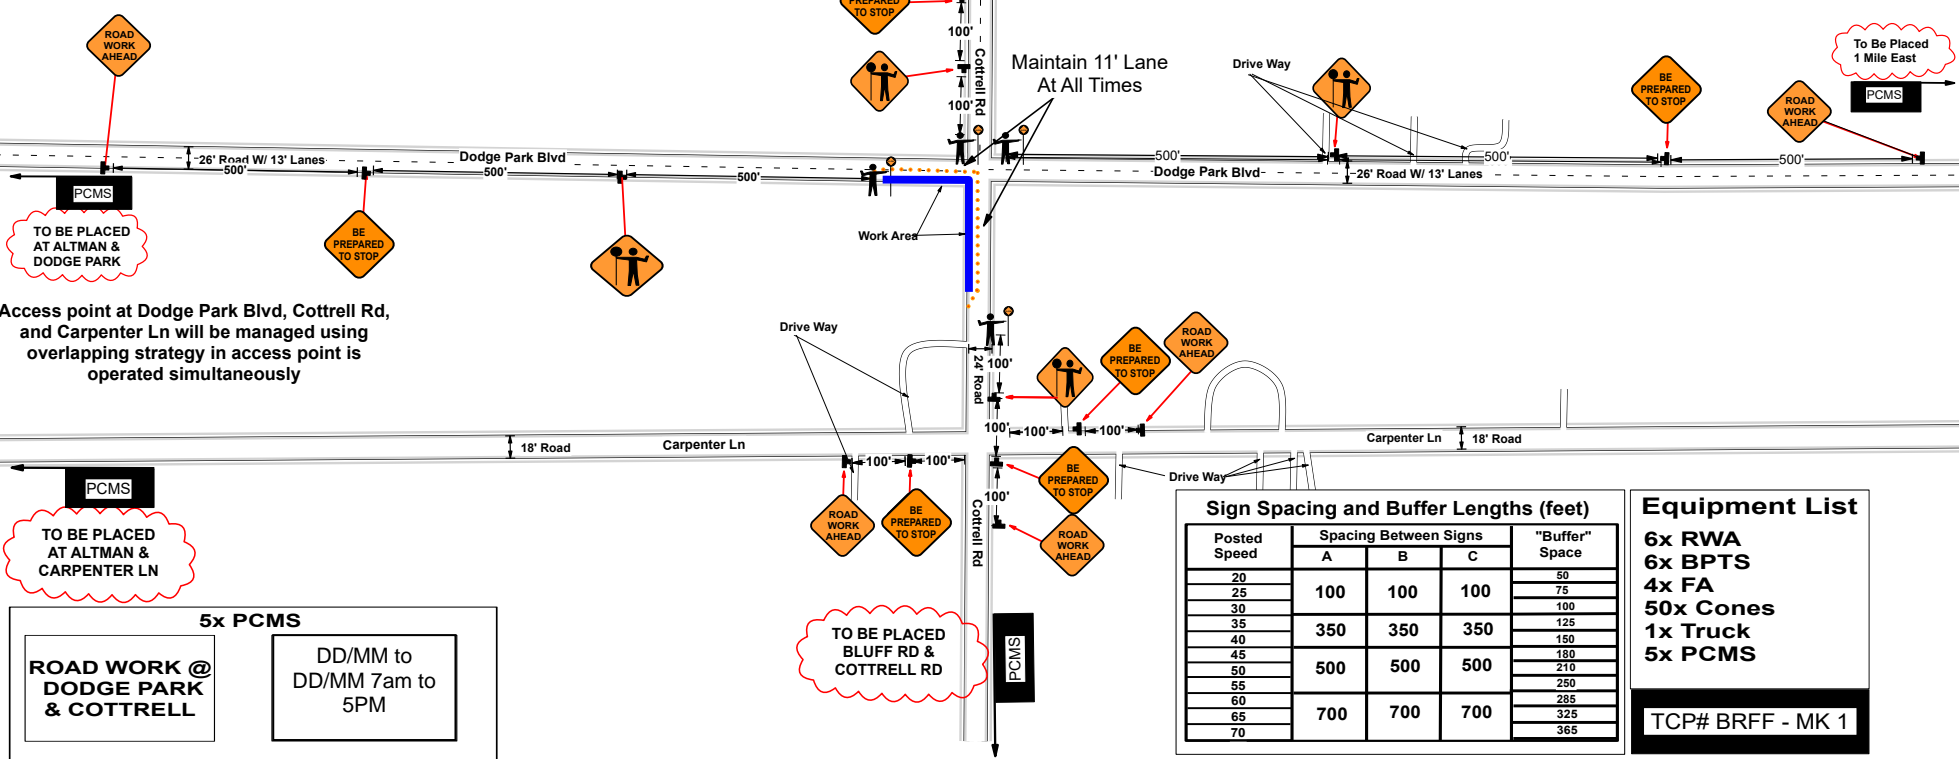 PREPARED
TO STOP
100'
100'
Cottrell Rd
ROAD
WORK
AHEAD
Maintain 11' Lane
At All Times
Drive Way
BE
PREPARED
TO STOP
ROAD
WORK
AHEAD
To Be Placed
1 Mile East
PCMS
26' Road W/ 13' Lanes
Dodge Park Blvd
500'
500'
500'
500'
500'
500'
Dodge Park Blvd
26' Road W/ 13' Lanes
PCMS
TO BE PLACED
AT ALTMAN &
DODGE PARK
BE
PREPARED
TO STOP
Work Area
Access point at Dodge Park Blvd, Cottrell Rd,
and Carpenter Ln will be managed using
overlapping strategy in access point is
operated simultaneously
Drive Way
24' Road
100'
BE
PREPARED
TO STOP
ROAD
WORK
AHEAD
100'
100'
100'
18' Road
Carpenter Ln
Carpenter Ln
18' Road
100'
100'
PCMS
TO BE PLACED
AT ALTMAN &
CARPENTER LN
ROAD
WORK
AHEAD
BE
PREPARED
TO STOP
100'
Cottrell Rd
BE
PREPARED
TO STOP
ROAD
WORK
AHEAD
Drive Way
TO BE PLACED
BLUFF RD &
COTTRELL RD
PCMS
5x PCMS
ROAD WORK @
DODGE PARK
& COTTRELL
DD/MM to
DD/MM 7am to
5PM
Sign Spacing and Buffer Lengths (feet)
Posted
Speed
Spacing Between Signs
"Buffer"
Space
A B C
20 50
25 100 100 100 75
30 100
35 125
350 350 350
40 150
45 180
50 500 500 500 210
55 250
60 285
65 700 700 700 325
70 365
Equipment List
6x RWA
6x BPTS
4x FA
50x Cones
1x Truck
5x PCMS
TCP# BRFF - MK 1